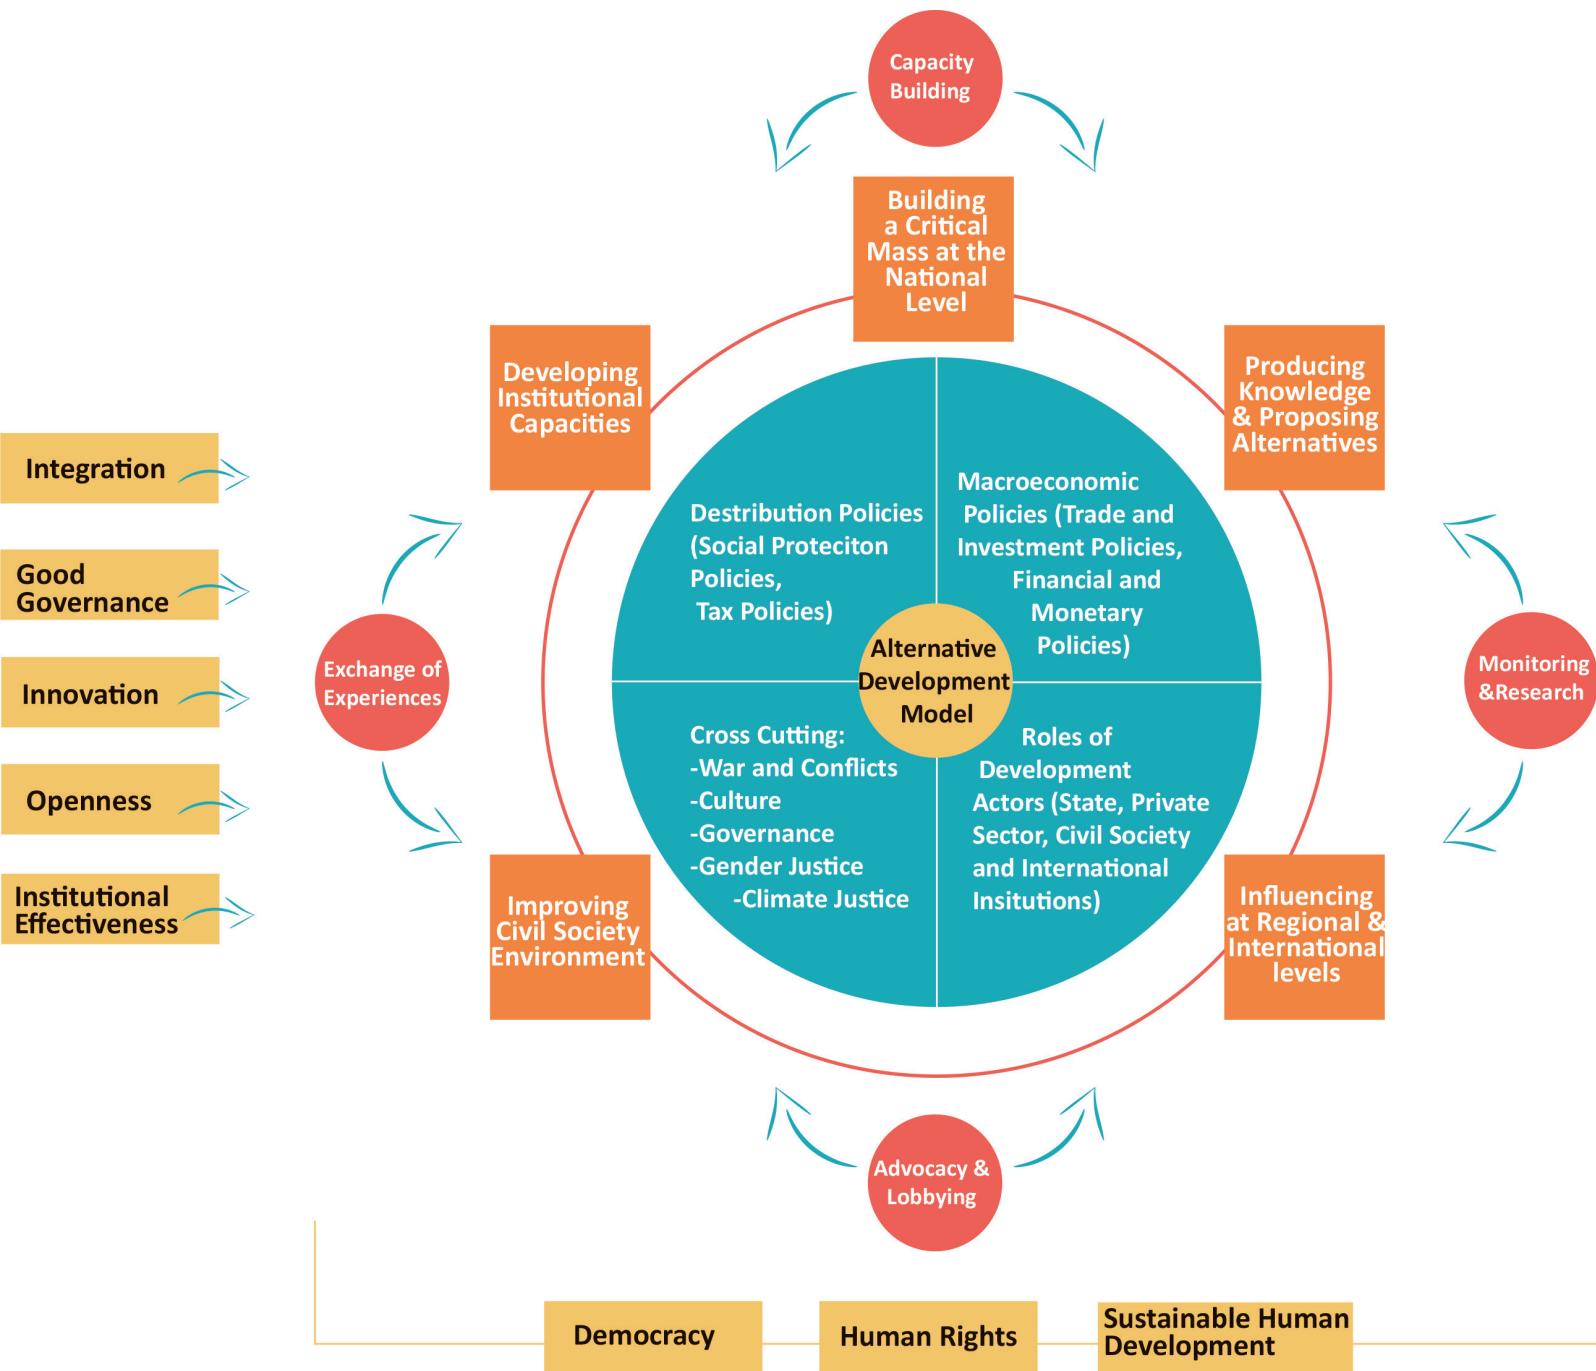 Capacity
Building
Building
a Critical
Mass at the
National
Level
Developing
Institutional
Capacities
Producing
Knowledge
& Proposing
Alternatives
Integration
Good
Governance
Innovation
Openness
Institutional
Effectiveness
Exchange of
Experiences
Destribution Policies
(Social Proteciton
Policies,
Tax Policies)
Macroeconomic
Policies (Trade and
Investment Policies,
Financial and
Monetary
Policies)
Alternative
Development
Model
Cross Cutting:
-War and Conflicts
-Culture
-Governance
-Gender Justice
-Climate Justice
Roles of
Development
Actors (State, Private
Sector, Civil Society
and International
Insitutions)
Monitoring
&Research
Improving
Civil Society
Environment
Influencing
at Regional &
International
levels
Advocacy &
Lobbying
Democracy
Human Rights
Sustainable Human
Development